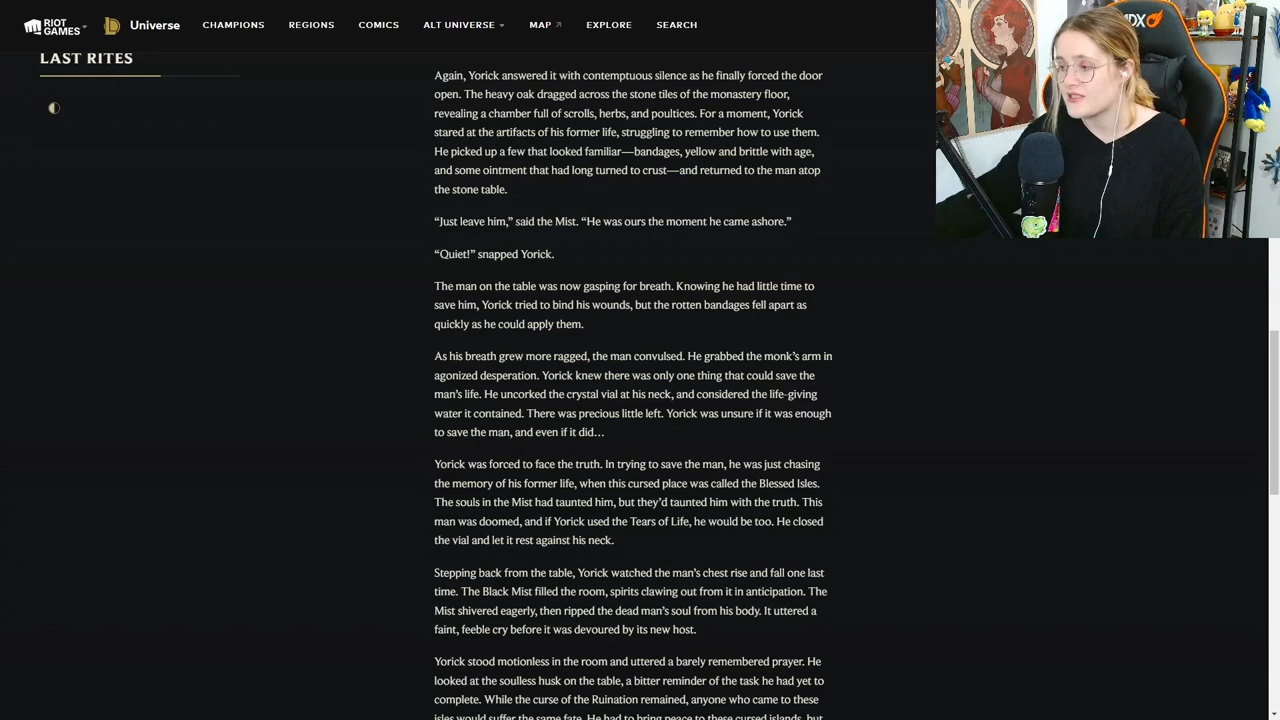 RIOT GAMES
Universe
CHAMPIONS
REGIONS
COMICS
ALT UNIVERSE
MAP
EXPLORE
SEARCH
LAST RITES
Again, Yorick answered it with contemptuous silence as he finally forced the door
open. The heavy oak dragged across the stone tiles of the monastery floor,
revealing a chamber full of scrolls, herbs, and poultices. For a moment, Yorick
stared at the artifacts of his former life, struggling to remember how to use them.
He picked up a few that looked familiar—bandages, yellow and brittle with age,
and some ointment that had long turned to crust—and returned to the man atop
the stone table.
“Just leave him,” said the Mist. “He was ours the moment he came ashore.”
“Quiet!” snapped Yorick.
The man on the table was now gasping for breath. Knowing he had little time to
save him, Yorick tried to bind his wounds, but the rotten bandages fell apart as
quickly as he could apply them.
As his breath grew more ragged, the man convulsed. He grabbed the monk’s arm in
agonized desperation. Yorick knew there was only one thing that could save the
man’s life. He uncorked the crystal vial at his neck, and considered the life-giving
water it contained. There was precious little left. Yorick was unsure if it was enough
to save the man, and even if it did…
Yorick was forced to face the truth. In trying to save the man, he was just chasing
the memory of his former life, when this cursed place was called the Blessed Isles.
The souls in the Mist had taunted him, but they’d taunted him with the truth. This
man was doomed, and if Yorick used the Tears of Life, he would be too. He closed
the vial and let it rest against his neck.
Stepping back from the table, Yorick watched the man’s chest rise and fall one last
time. The Black Mist filled the room, spirits clawing out from it in anticipation. The
Mist shivered eagerly, then ripped the dead man’s soul from his body. It uttered a
faint, feeble cry before it was devoured by its new host.
Yorick stood motionless in the room and uttered a barely remembered prayer. He
looked at the soulless husk on the table, a bitter reminder of the task he had yet to
complete. While the curse of the Ruination remained, anyone who came to these
isles would suffer the same fate. He had to bring peace to these cursed islands, but